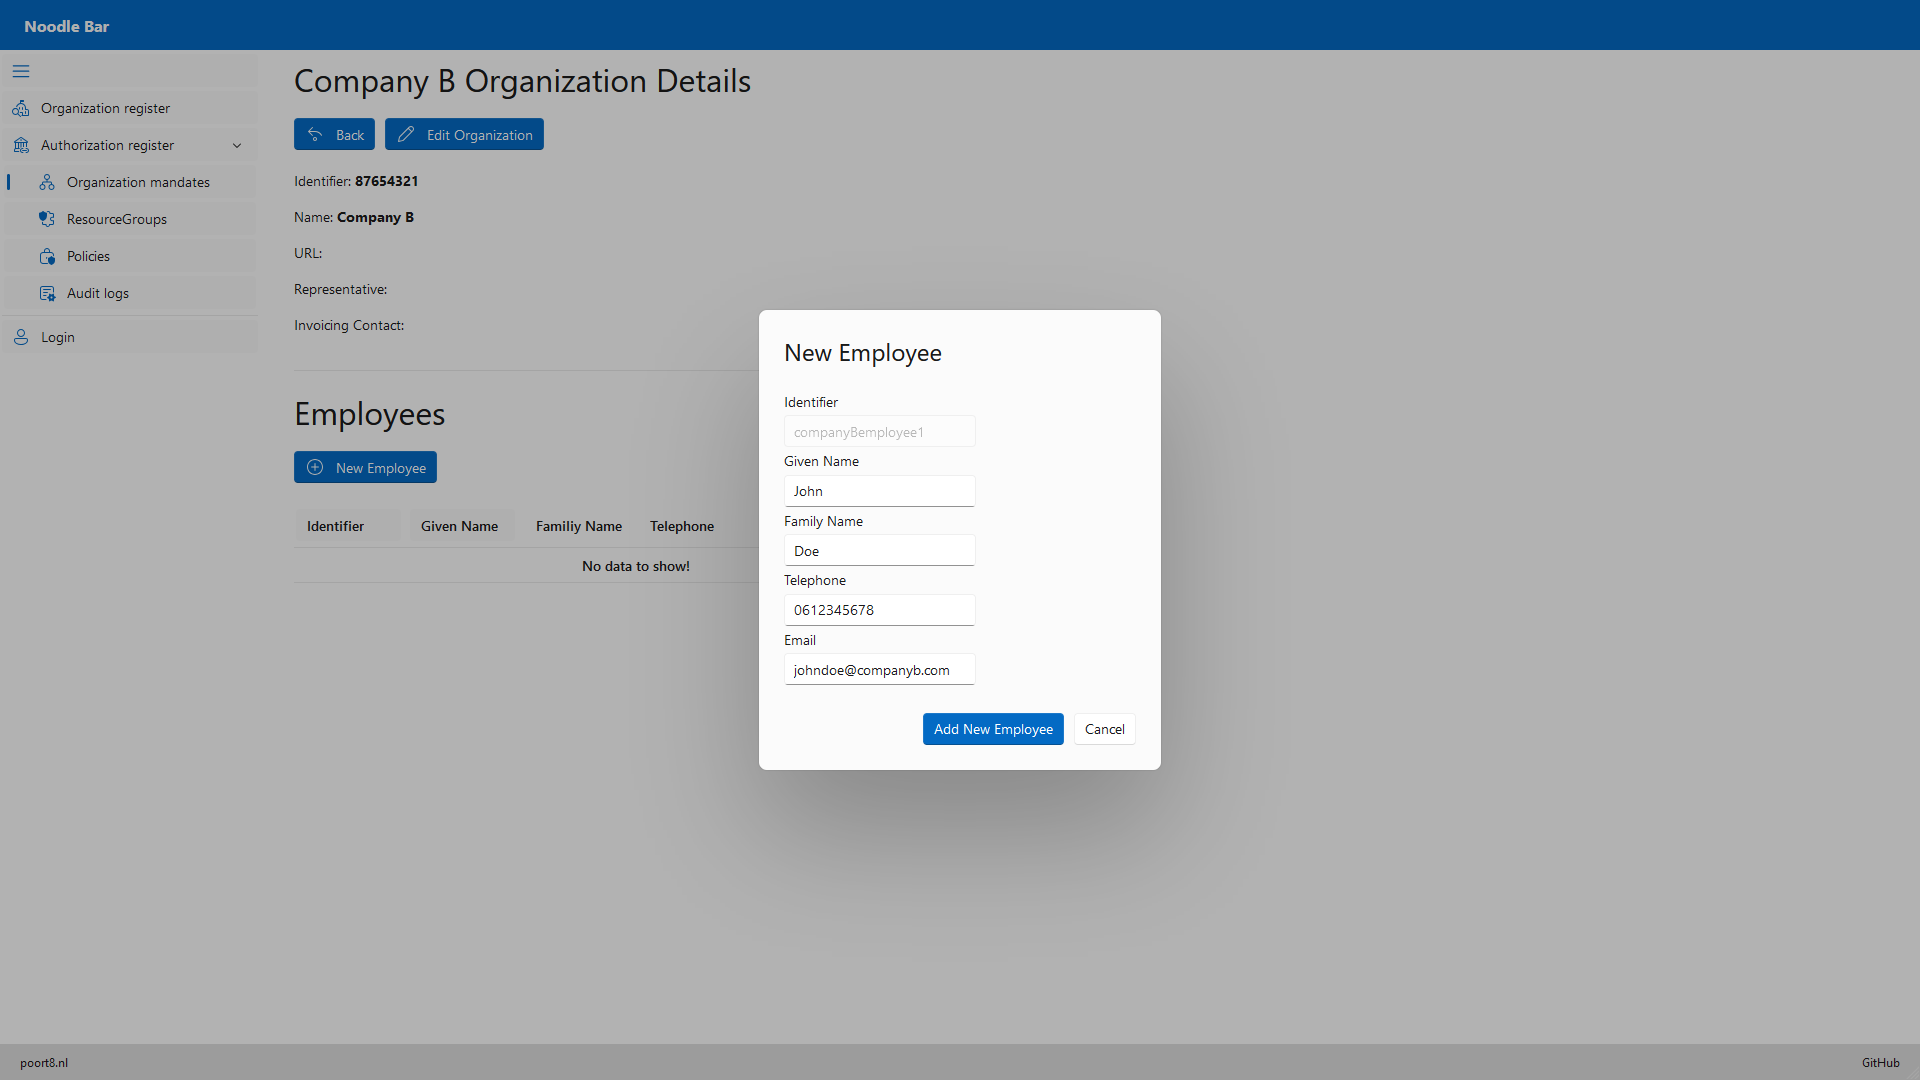 Noodle Bar
Organization register
Authorization register
Organization mandates
ResourceGroups
Policies
Audit logs
Login
Company B Organization Details
Back
Edit Organization
Identifier: 87654321
Name: Company B
URL:
Representative:
Invoicing Contact:
Employees
New Employee
Identifier Given Name Familiy Name Telephone
No data to show!
New Employee
Identifier
companyBemployee1
Given Name
John
Family Name
Doe
Telephone
0612345678
Email
johndoe@companyb.com
Add New Employee Cancel
poort8.nl
GitHub